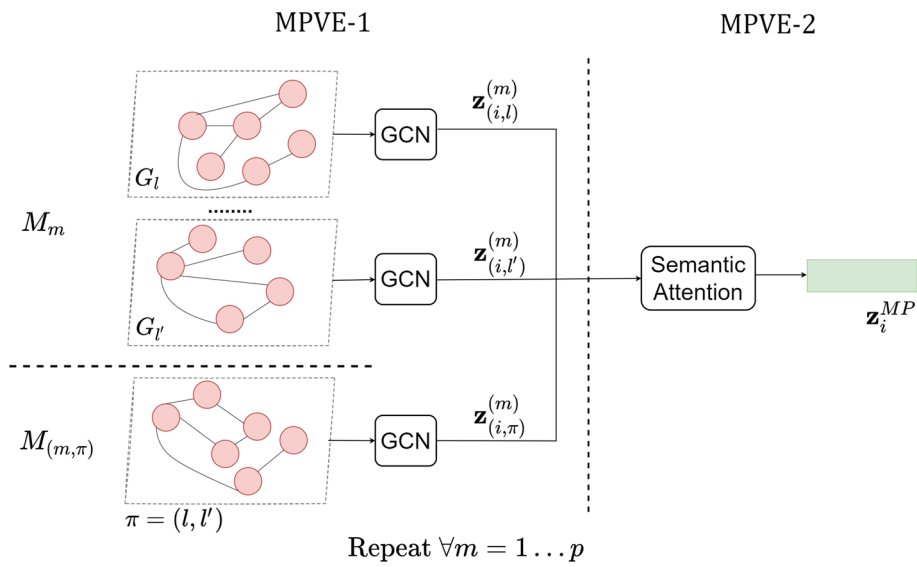 MPVE-1
MPVE-2
G_l
GCN
z_{(i,l)}^{(m)}
........
M_m
G_{l'}
GCN
z_{(i,l')}^{(m)}
Semantic
Attention
z_i^{MP}
M_{(m,π)}
GCN
z_{(i,π)}^{(m)}
π = (l, l')
Repeat ∀m = 1 … p